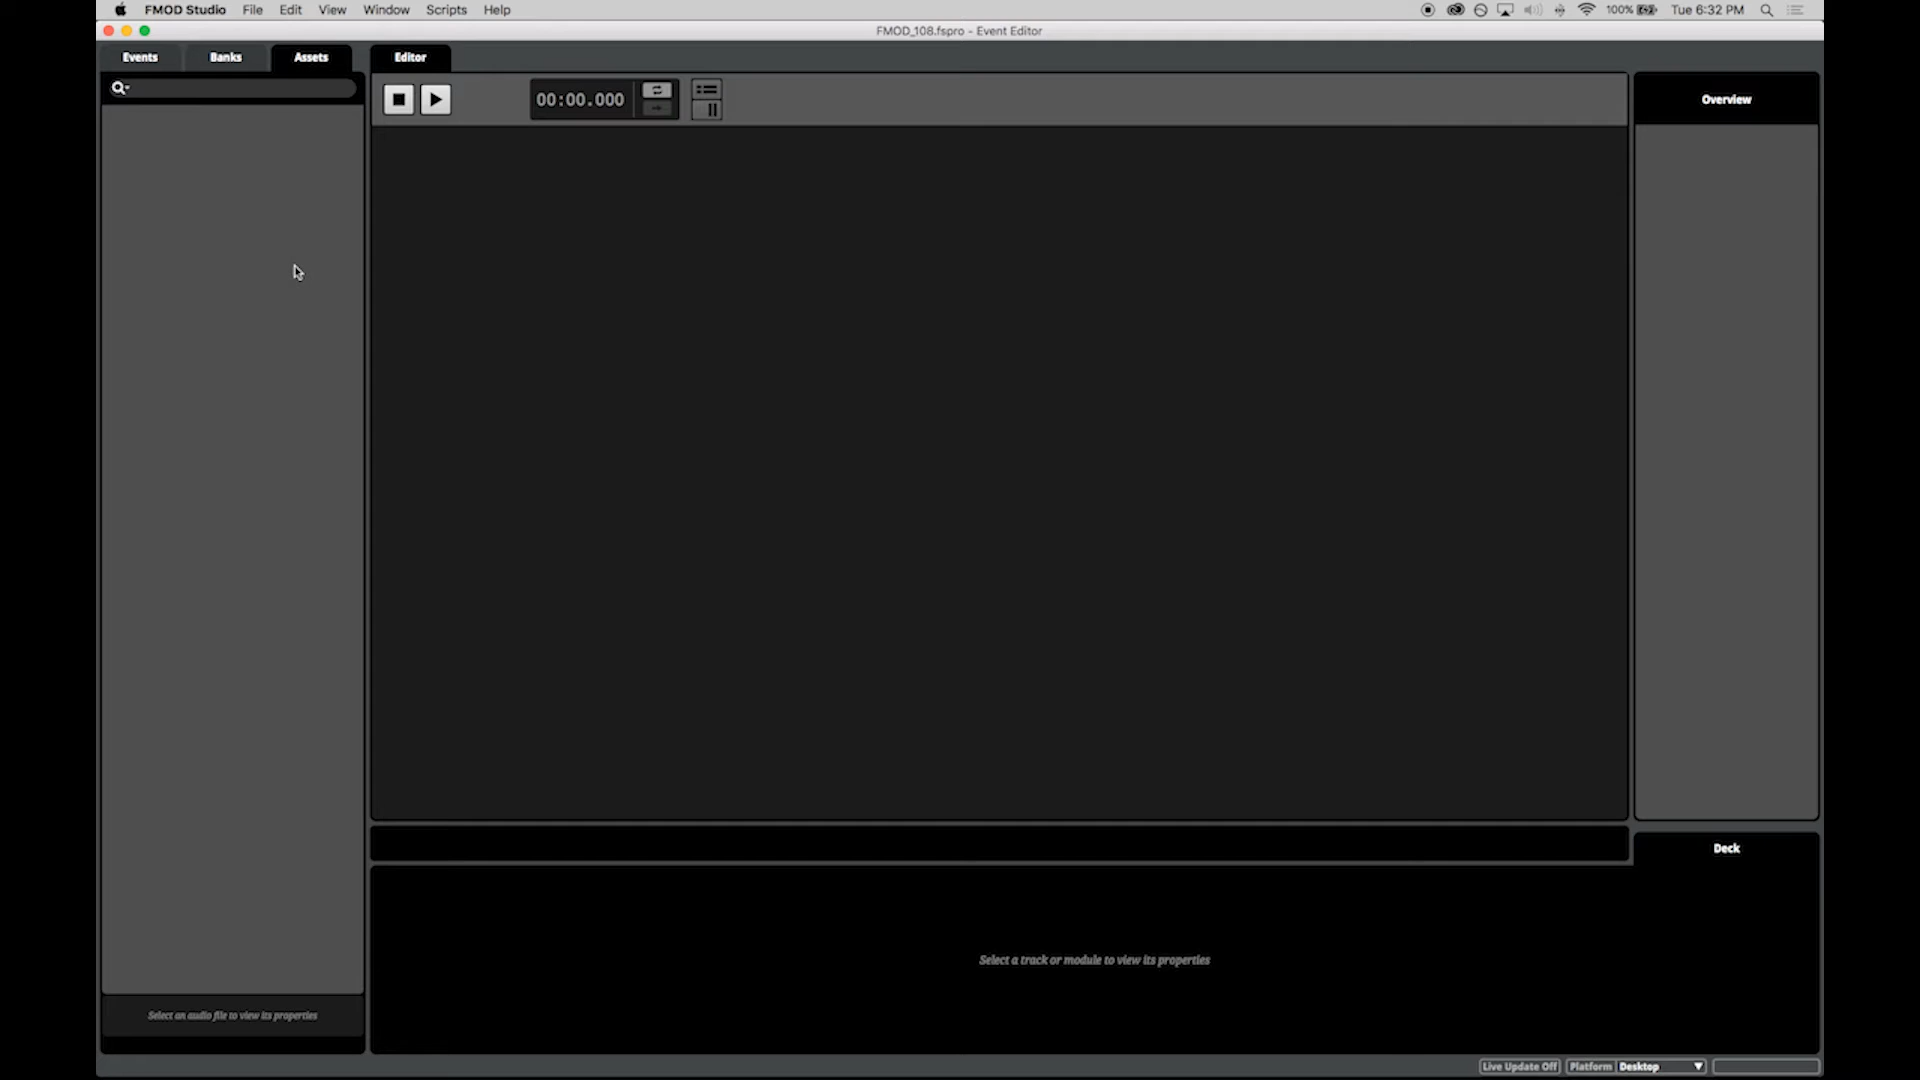 FMOD Studio File Edit View Window Scripts Help 100% Tue 6:32 PM
FMOD_108.fspro - Event Editor
Events Banks Assets Editor
00:00.000
Overview
Deck
Select a track or module to view its properties
Select an audio file to view its properties
Live Update Off Platform Desktop